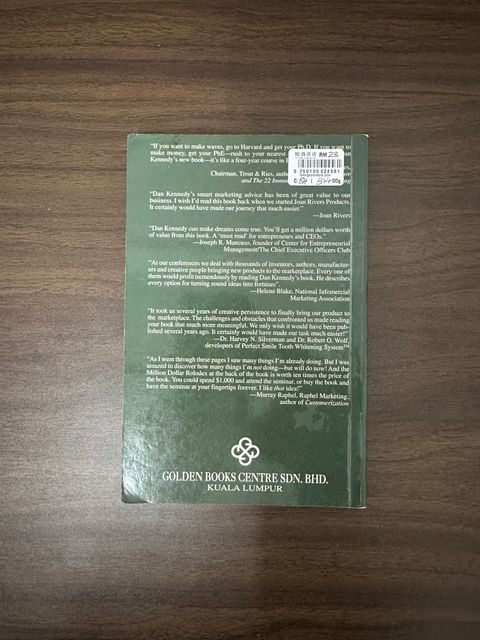 "If you want to make waves, go to Harvard and get your Ph.D. If you want to
make money, get your PhE—rush to your nearest
Kennedy's new book—it's like a four-year course in
Chairman, Trout & Ries,
and The 22
RM 23
0 250100 024581
"Dan Kennedy's smart marketing advice has been of great value to our
business. I wish I'd read this book back when we started Joan Rivers Products.
It certainly would have made our journey that much easier."
—Joan Rivers
"Dan Kennedy can make dreams come true. You'll get a million dollars worth
of value from this book. A 'must read' for entrepreneurs and CEOs."
—Joseph R. Mancuso, founder of Center for Entrepreneurial
Management/The Chief Executive Officers Club
"At our conferences we deal with thousands of inventors, authors, manufactur-
ers and creative people bringing new products to the marketplace. Every one of
them would profit tremendously by reading Dan Kennedy's book. He describes
every option for turning sound ideas into fortunes".
—Helene Blake, National Infomercial
Marketing Association
"It took us several years of creative persistence to finally bring our product to
the marketplace. The challenges and obstacles that confronted us made reading
your book that much more meaningful. We only wish it would have been pub-
lished several years ago. It certainly would have made our task much easier!"
—Dr. Harvey N. Silverman and Dr. Robert O. Wolf,
developers of Perfect Smile Tooth Whitening System™
"As I went through these pages I saw many things I'm already doing. But I was
amazed to discover how many things I'm not doing—but will do now! And the
Million Dollar Rolodex at the back of the book is worth ten times the price of
the book. You could spend $1,000 and attend the seminar, or buy the book and
have the seminar at your fingertips forever. I like that idea!"
—Murray Raphel, Raphel Marketing,
author of Customerization
GOLDEN BOOKS CENTRE SDN. BHD.
KUALA LUMPUR